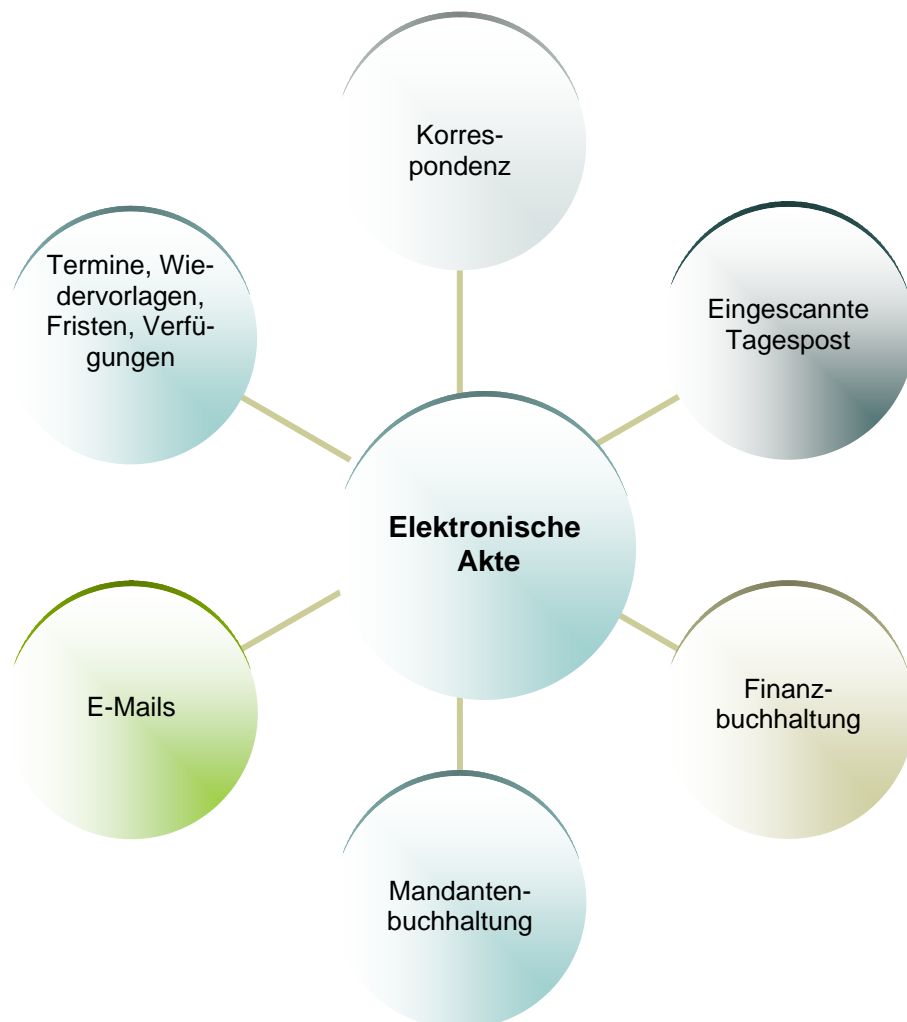 Korres-
pondenz
Termine, Wie-
dervorlagen,
Fristen, Verfü-
gungen
Eingescannte
Tagespost
Elektronische
Akte
E-Mails
Finanz-
buchhaltung
Mandanten-
buchhaltung